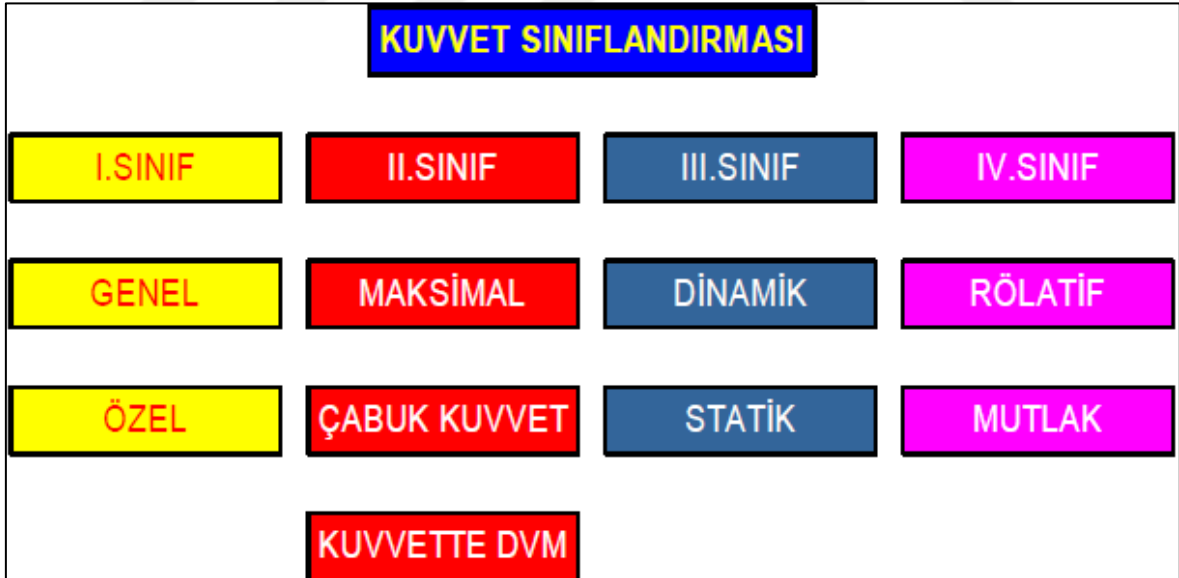 KUVVET SINIFLANDIRMASI
I.SINIF II.SINIF III.SINIF IV.SINIF
GENEL MAKSİMAL DİNAMİK RÖLATİF
ÖZEL ÇABUK KUVVET STATİK MUTLAK
KUVVETTE DVM